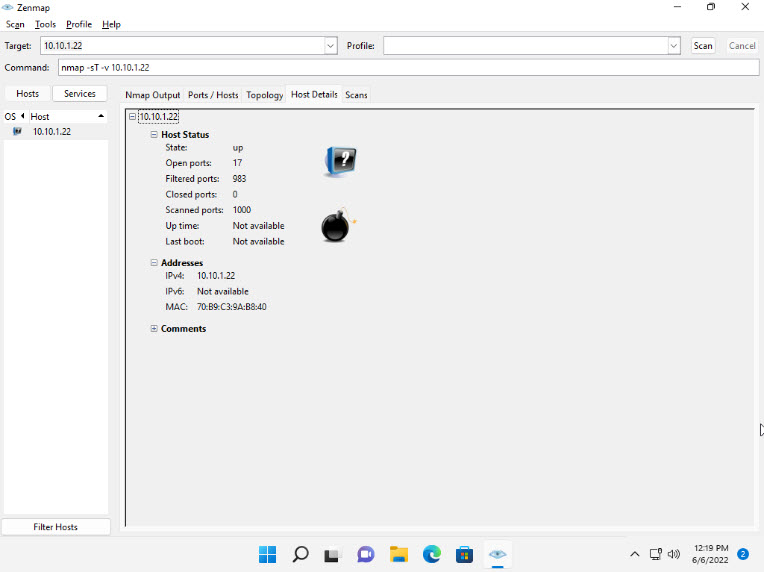 Zenmap
Scan Tools Profile Help
Target: 10.10.1.22 Profile: Scan Cancel
Command: nmap -sT -v 10.10.1.22
Hosts Services Nmap Output Ports / Hosts Topology Host Details Scans
OS Host
10.10.1.22
10.10.1.22
Host Status
State: up
Open ports: 17
Filtered ports: 983
Closed ports: 0
Scanned ports: 1000
Up time: Not available
Last boot: Not available
Addresses
IPv4: 10.10.1.22
IPv6: Not available
MAC: 70:B9:C3:9A:B8:40
Comments
Filter Hosts
12:19 PM
6/6/2022
2